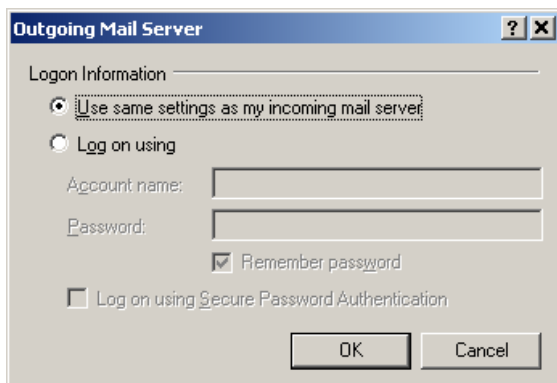 Outgoing Mail Server
Logon Information
Use same settings as my incoming mail server
Log on using
Account name:
Password:
Remember password
Log on using Secure Password Authentication
OK Cancel